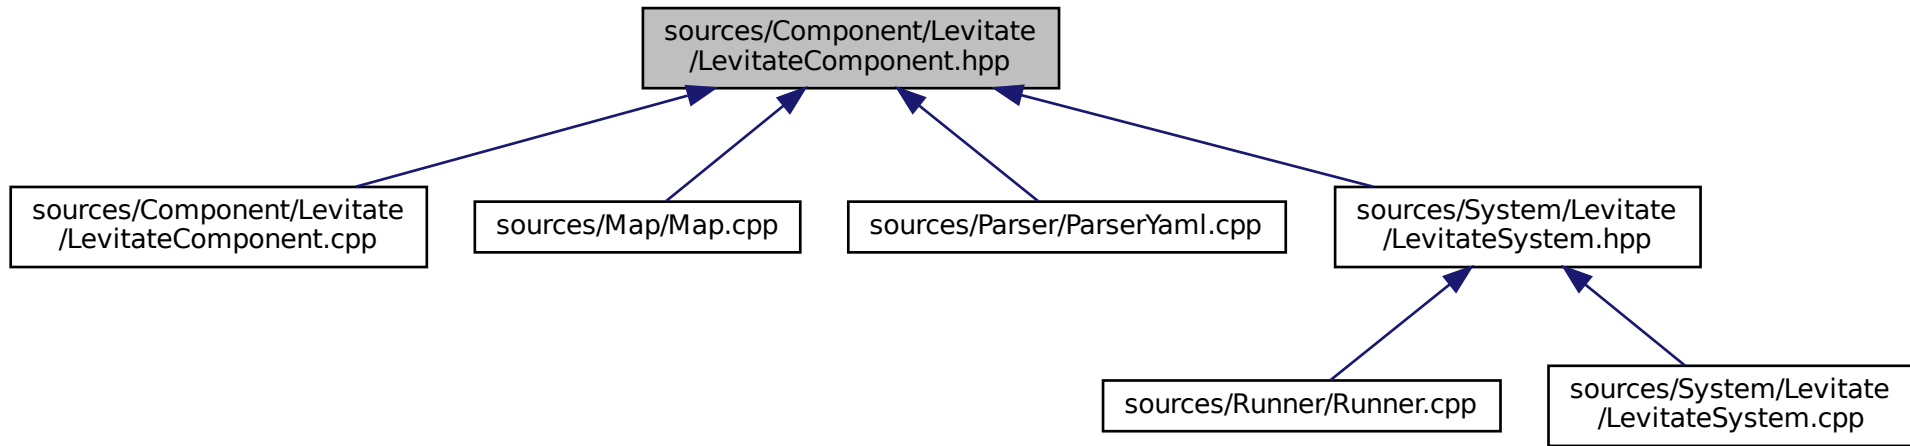 sources/Component/Levitate
/LevitateComponent.hpp
sources/Component/Levitate
/LevitateComponent.cpp
sources/Map/Map.cpp
sources/Parser/ParserYaml.cpp
sources/System/Levitate
/LevitateSystem.hpp
sources/Runner/Runner.cpp
sources/System/Levitate
/LevitateSystem.cpp